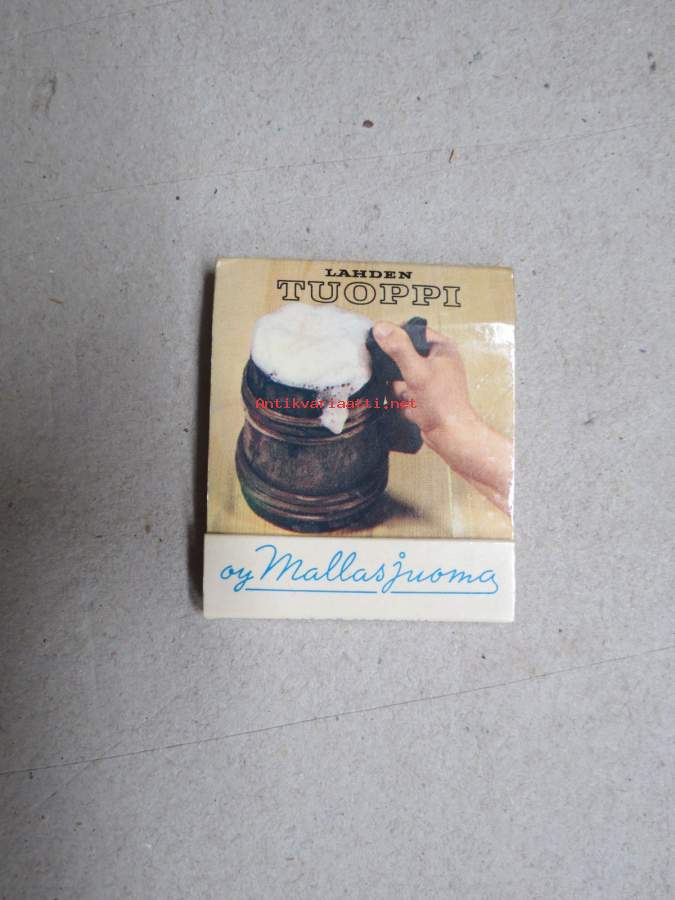 LAHDEN
TUOPPI
Antikvariaatti.net
oy Mallasjuoma